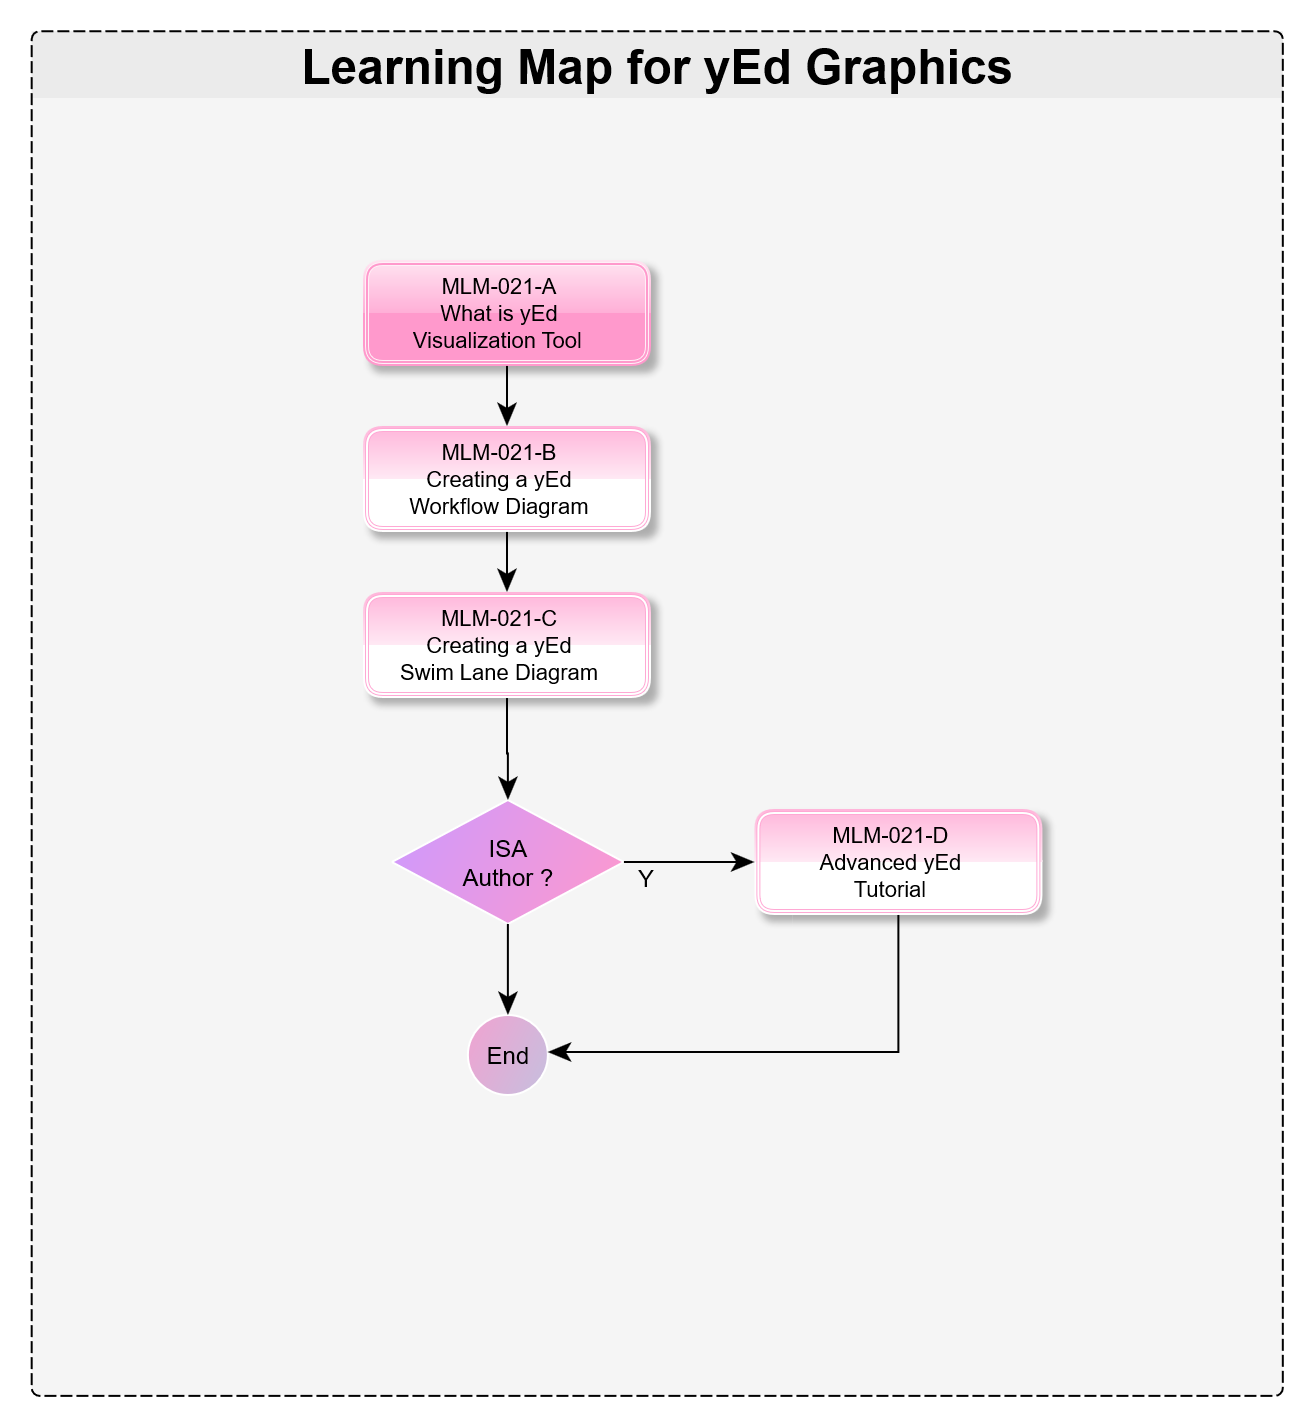 Learning Map for yEd Graphics
MLM-021-A
What is yEd
Visualization Tool
MLM-021-B
Creating a yEd
Workflow Diagram
MLM-021-C
Creating a yEd
Swim Lane Diagram
ISA
Author ?
Y
MLM-021-D
Advanced yEd
Tutorial
End